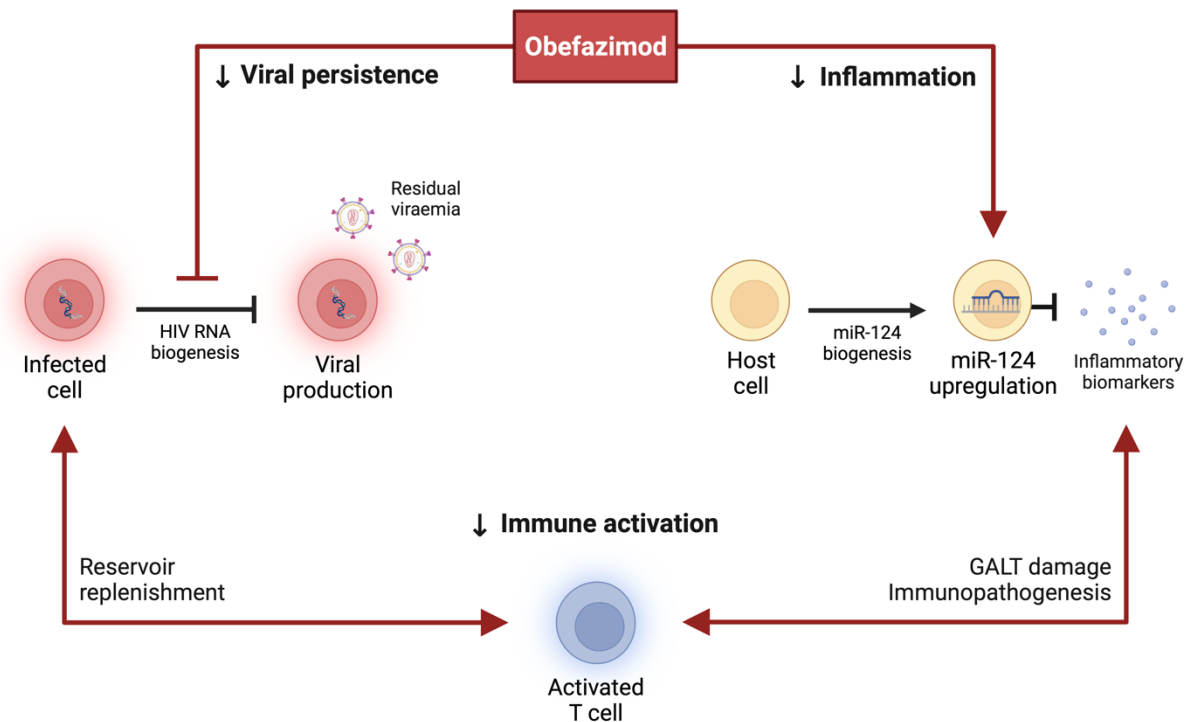 Obefazimod
↓ Viral persistence
↓ Inflammation
Residual
viraemia
HIV RNA
biogenesis
miR-124
biogenesis
Infected
cell
Viral
production
Host
cell
miR-124
upregulation
Inflammatory
biomarkers
↓ Immune activation
Reservoir
replenishment
GALT damage
Immunopathogenesis
Activated
T cell